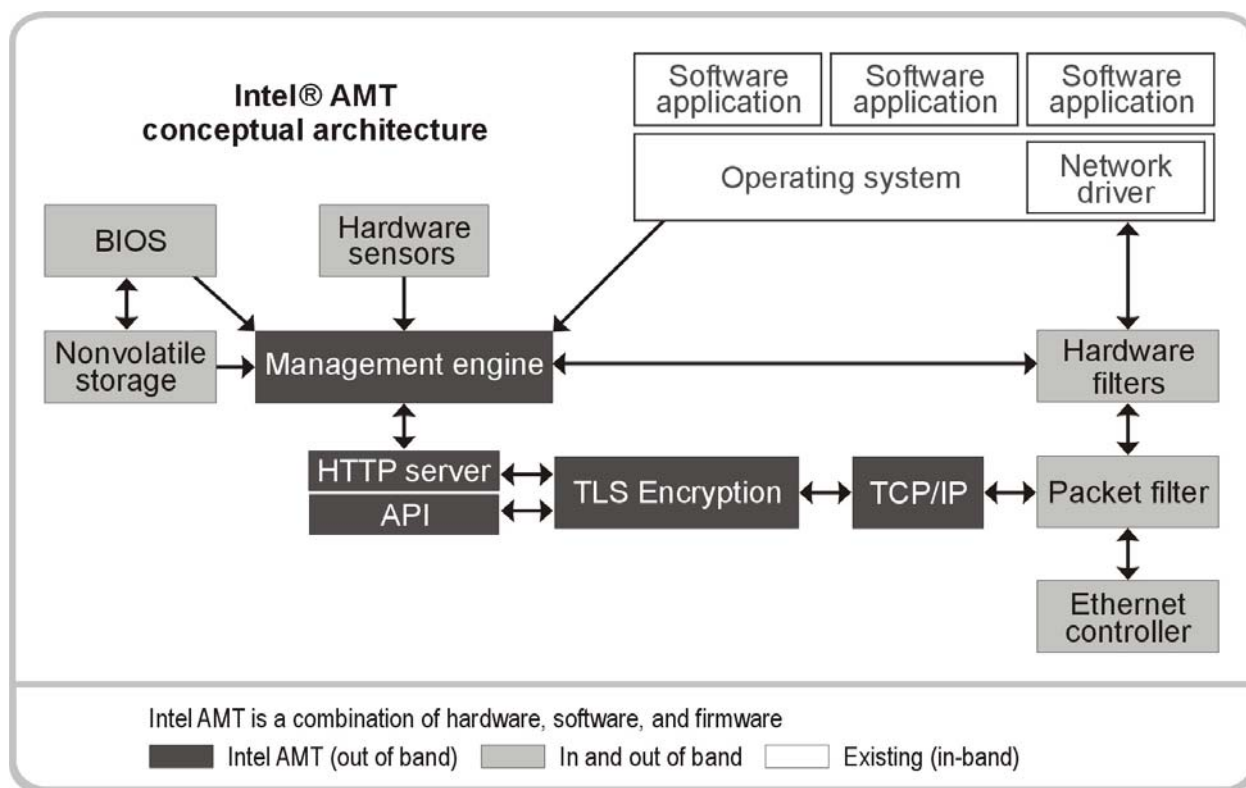 Intel® AMT
conceptual architecture
Software
application
Software
application
Software
application
Operating system
Network
driver
BIOS
Hardware
sensors
Nonvolatile
storage
Management engine
Hardware
filters
HTTP server
API
TLS Encryption
TCP/IP
Packet filter
Ethernet
controller
Intel AMT is a combination of hardware, software, and firmware
Intel AMT (out of band)
In and out of band
Existing (in-band)